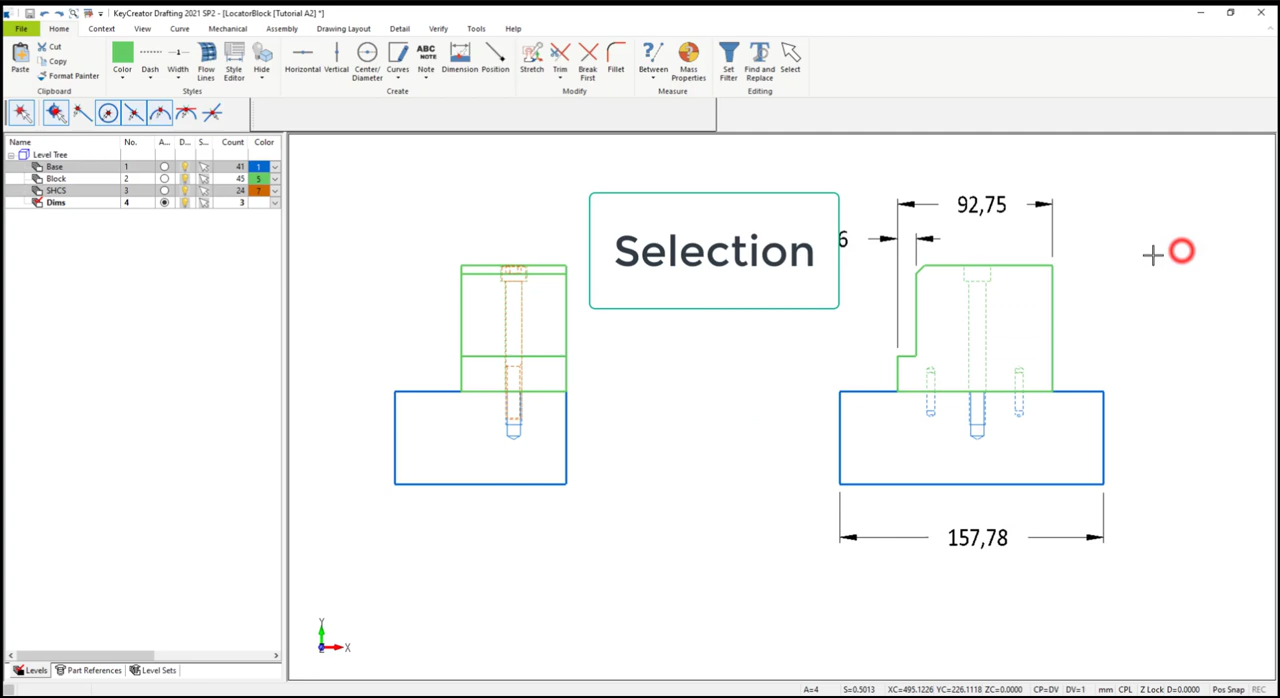 KeyCreator Drafting 2021 SP2 - [LocatorBlock [Tutorial A2] *]
File Home Context View Curve Mechanical Assembly Drawing Layout Detail Verify Tools Help
Paste Cut Copy Format Painter
Clipboard
Color Dash Width Flow Lines Style Editor Hide
Styles
Horizontal Vertical Center/Diameter Curves ABC NOTE Note Dimension Position
Create
Stretch Trim Break First Fillet
Modify
Between Mass Properties
Measure
Set Filter Find and Replace Select
Editing
Name No. A... D... S... Count Color
Level Tree
Base 1 41 1
Block 2 45 5
SHCS 3 24 7
Dims 4 3
Selection
92,75
6
157,78
Y
X
Levels Part References Level Sets
A=4 S=0.5013 XC=495.1226 YC=226.1118 ZC=0.0000 CP=DV DV=1 mm CPL Z Lock D=0.0000 Pos Snap REC